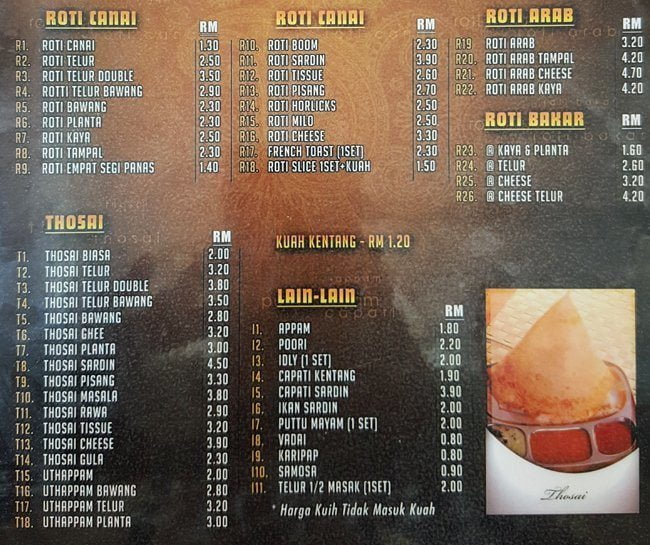 ROTI CANAI RM
R1. ROTI CANAI 1.30
R2. ROTI TELUR 2.50
R3. ROTI TELUR DOUBLE 3.50
R4. ROTTI TELUR BAWANG 2.90
R5. ROTI BAWANG 2.30
R6. ROTI PLANTA 2.30
R7. ROTI KAYA 2.50
R8. ROTI TAMPAL 2.30
R9. ROTI EMPAT SEGI PANAS 1.40
ROTI CANAI RM
R10. ROTI BOOM 2.30
R11. ROTI SARDIN 3.90
R12. ROTI TISSUE 2.60
R13. ROTI PISANG 2.70
R14. ROTI HORLICKS 2.50
R15. ROTI MILO 2.50
R16. ROTI CHEESE 3.30
R17. FRENCH TOAST (1SET) 2.30
R18. ROTI SLICE 1SET+KUAH 1.50
ROTI ARAB RM
R19 ROTI ARAB 3.20
R20. ROTI ARAB TAMPAL 4.20
R21. ROTI ARAB CHEESE 4.70
R22. ROTI ARAB KAYA 4.20
ROTI BAKAR RM
R23. @ KAYA & PLANTA 1.60
R24. @ TELUR 2.60
R25. @ CHEESE 3.20
R26. @ CHEESE TELUR 4.20
THOSAI RM
T1. THOSAI BIASA 2.00
T2. THOSAI TELUR 3.20
T3. THOSAI TELUR DOUBLE 3.80
T4. THOSAI TELUR BAWANG 3.50
T5. THOSAI BAWANG 2.80
T6. THOSAI GHEE 3.20
T7. THOSAI PLANTA 3.00
T8. THOSAI SARDIN 4.50
T9. THOSAI PISANG 3.30
T10. THOSAI MASALA 3.80
T11. THOSAI RAWA 2.90
T12. THOSAI TISSUE 3.20
T13. THOSAI CHEESE 3.90
T14. THOSAI GULA 2.30
T15. UTHAPPAM 2.00
T16. UTHAPPAM BAWANG 2.80
T17. UTHAPPAM TELUR 3.20
T18. UTHAPPAM PLANTA 3.00
KUAH KENTANG - RM 1.20
LAIN-LAIN RM
I1. APPAM 1.80
I2. POORI 2.20
I3. IDLY (1 SET) 2.00
I4. CAPATI KENTANG 1.90
I5. CAPATI SARDIN 3.90
I6. IKAN SARDIN 2.00
I7. PUTTU MAYAM (1 SET) 2.00
I8. VADAI 0.80
I9. KARIPAP 0.80
I10. SAMOSA 0.90
I11. TELUR 1/2 MASAK (1SET) 2.00
* Harga Kuih Tidak Masuk Kuah
Thosai